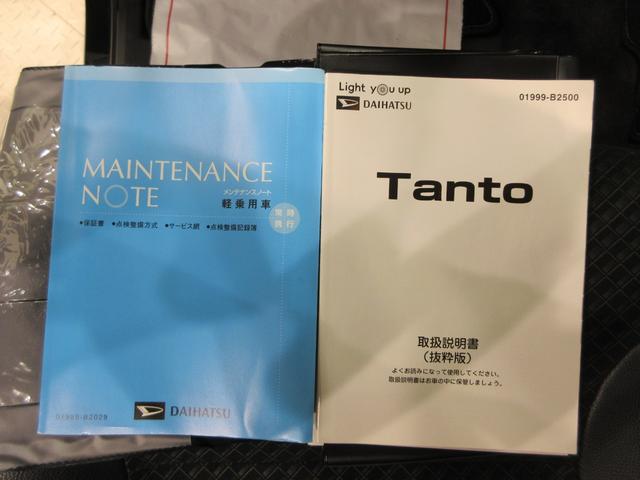 MAINTENANCE
NOTE
メンテナンスノート
軽乗用車
常時
携行
●保証書 ●点検整備方式 ●サービス網 ●点検整備記録簿
DAIHATSU
Light you up
DAIHATSU
01999-B2500
Tanto
取扱説明書
(抜粋版)
よくお読みになって使用してください。
取扱説明書はお車の中に保管しましょう。